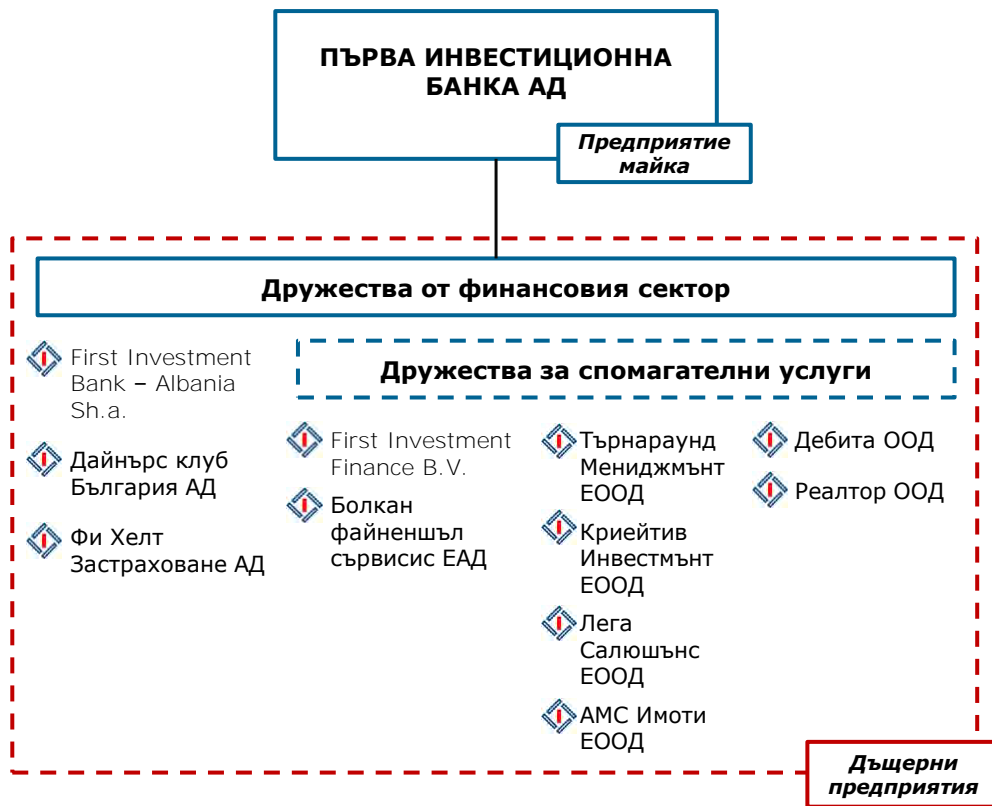 ПЪРВА ИНВЕСТИЦИОННА
БАНКА АД
Предприятие
майка
Дружества от финансовия сектор
First Investment
Bank – Albania
Sh.a.
Дайнърс клуб
България АД
Фи Хелт
Застраховане АД
Дружества за спомагателни услуги
First Investment
Finance B.V.
Болкан
файненшъл
сървисис ЕАД
Търнараунд
Мениджмънт
ЕООД
Криейтив
Инвестмънт
ЕООД
Лега
Салюшънс
ЕООД
АМС Имоти
ЕООД
Дебита ООД
Реалтор ООД
Дъщерни
предприятия